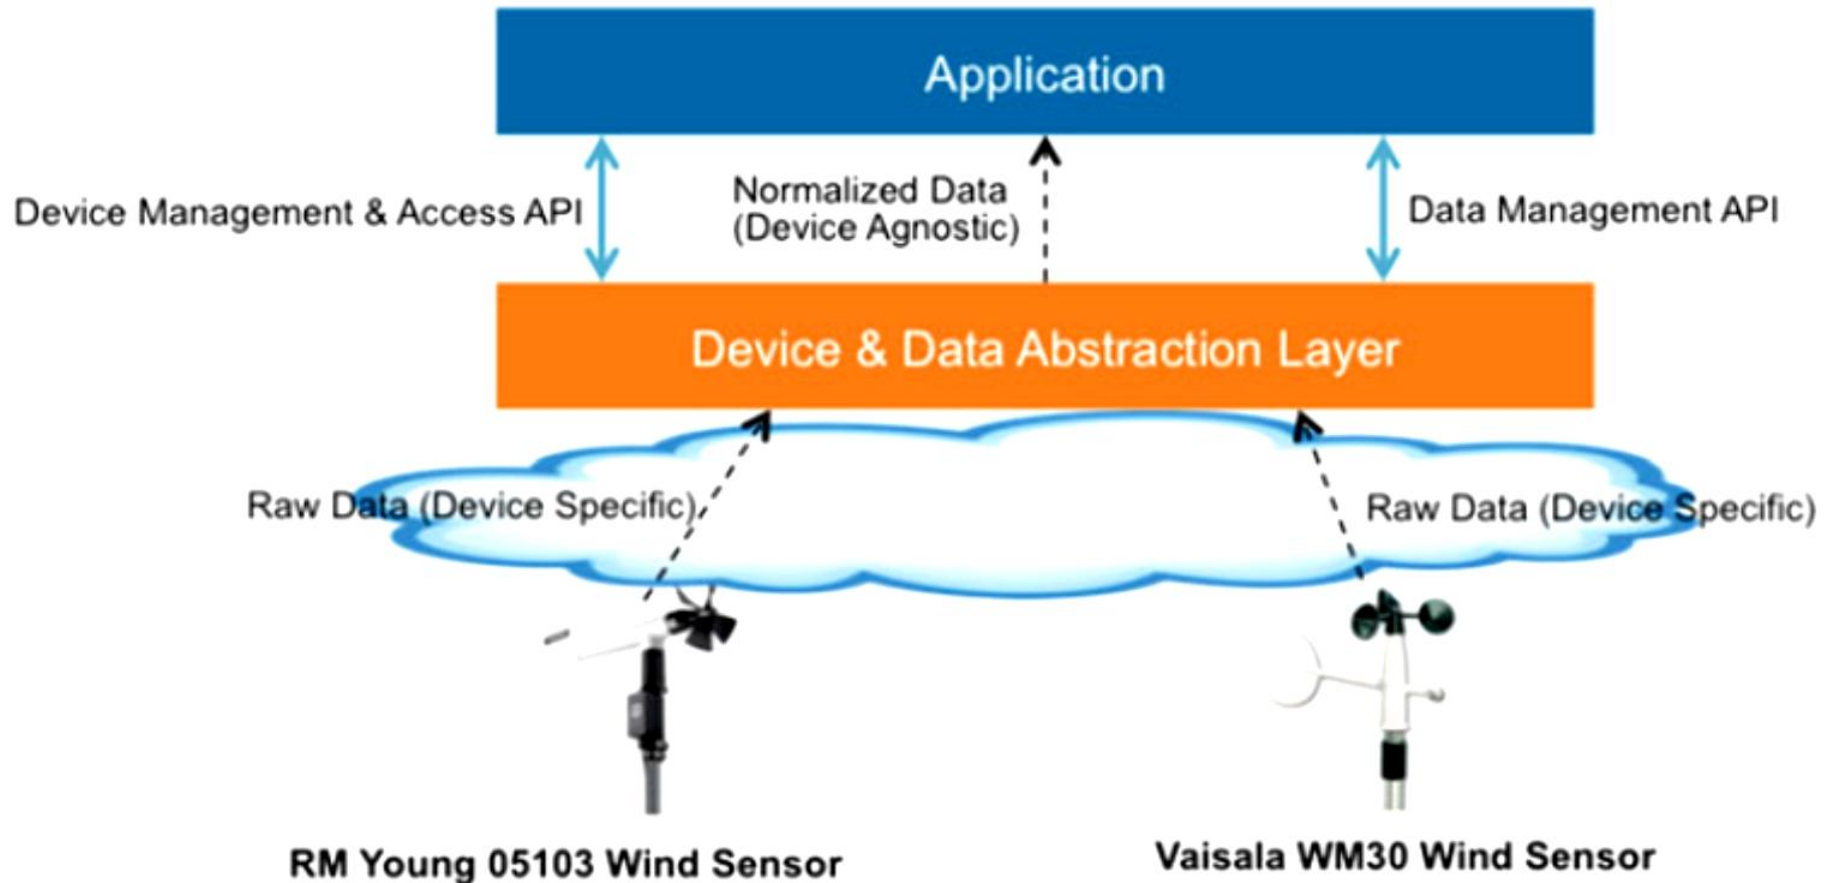 Application
Device Management & Access API
Normalized Data
(Device Agnostic)
Data Management API
Device & Data Abstraction Layer
Raw Data (Device Specific)
Raw Data (Device Specific)
RM Young 05103 Wind Sensor
Vaisala WM30 Wind Sensor